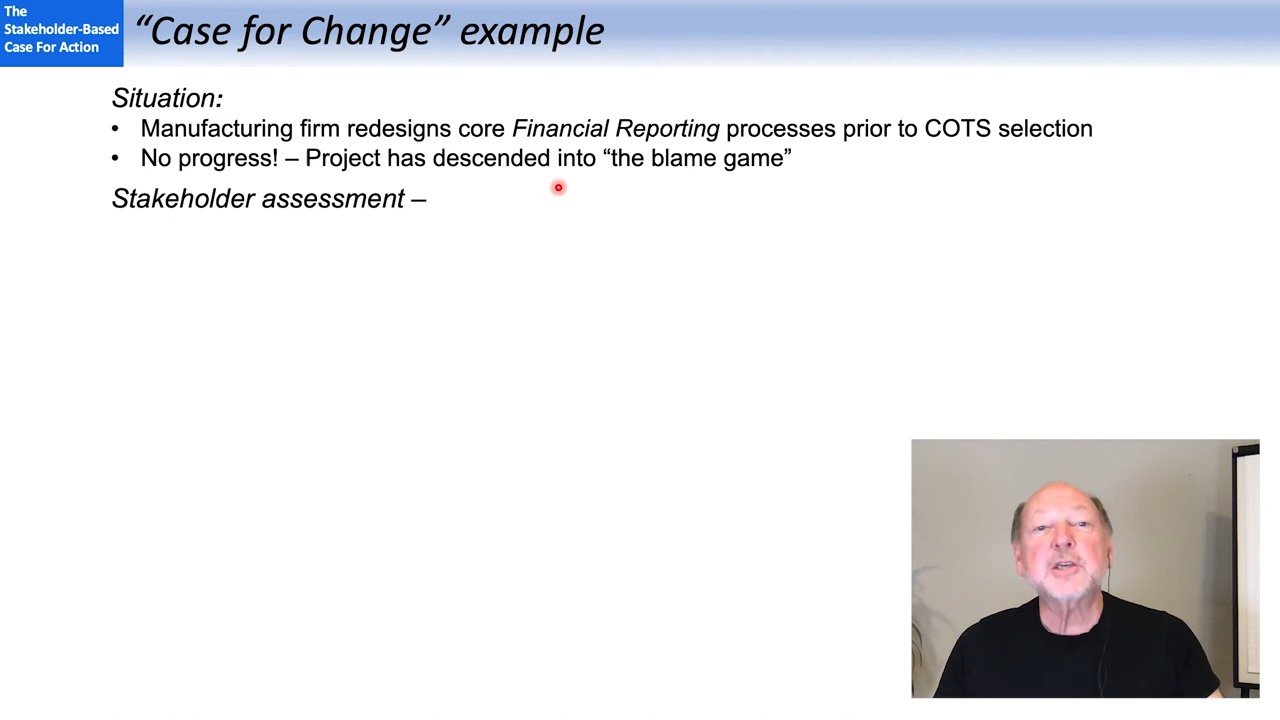 The
Stakeholder-Based
Case For Action
“Case for Change” example
Situation:
• Manufacturing firm redesigns core Financial Reporting processes prior to COTS selection
• No progress! – Project has descended into “the blame game”
Stakeholder assessment –